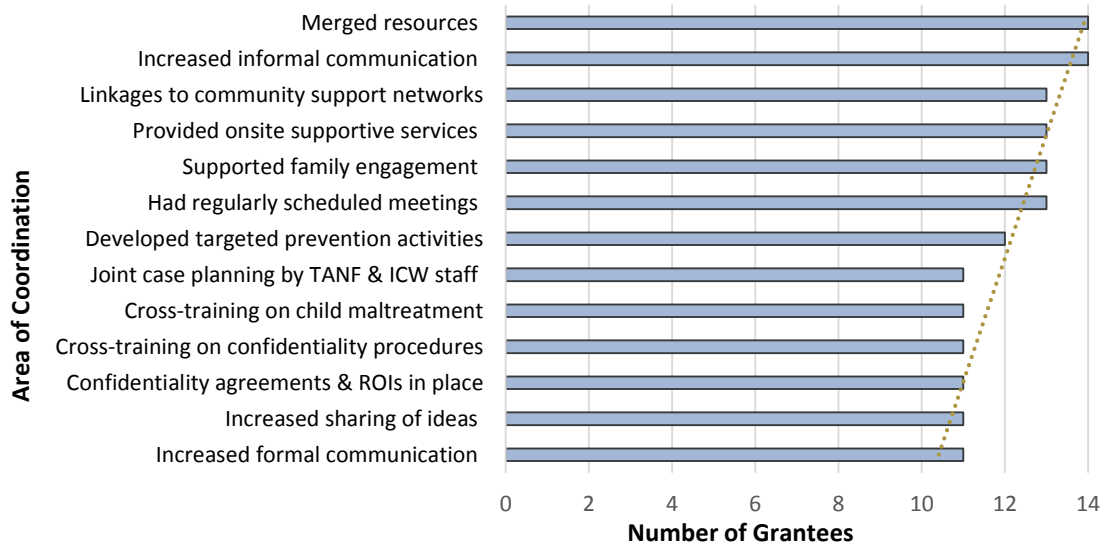 Merged resources
Increased informal communication
Linkages to community support networks
Provided onsite supportive services
Supported family engagement
Had regularly scheduled meetings
Developed targeted prevention activities
Joint case planning by TANF & ICW staff
Cross-training on child maltreatment
Cross-training on confidentiality procedures
Confidentiality agreements & ROIs in place
Increased sharing of ideas
Increased formal communication
Area of Coordination
0 2 4 6 8 10 12 14
Number of Grantees